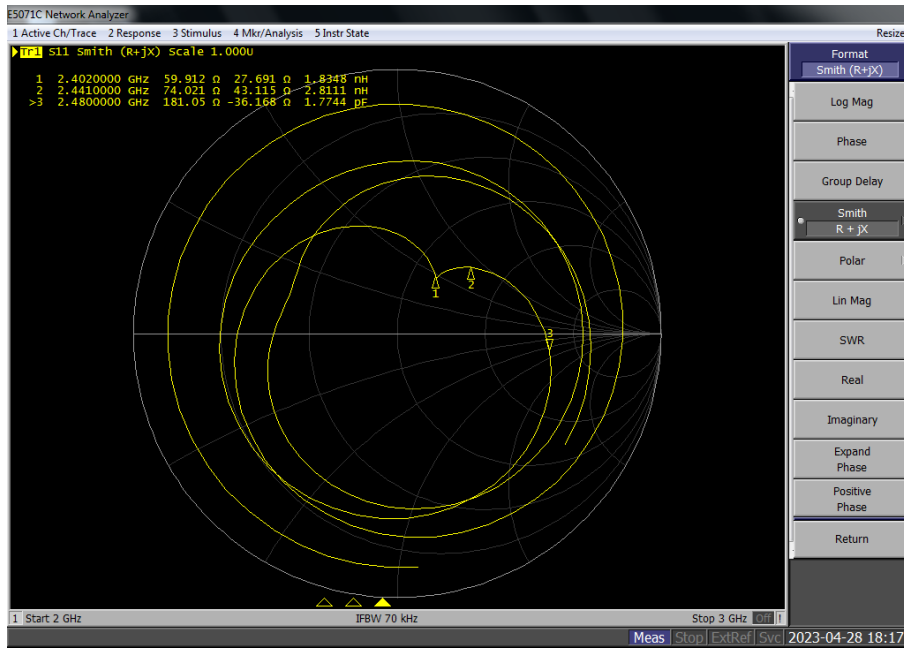 E5071C Network Analyzer
1 Active Ch/Trace 2 Response 3 Stimulus 4 Mkr/Analysis 5 Instr State
Resize
Tr1 S11 Smith (R+jX) Scale 1.000U
1 2.4020000 GHz 59.912 Ω 27.691 Ω 1.8348 nH
2 2.4410000 GHz 74.021 Ω 43.115 Ω 2.8111 nH
>3 2.4800000 GHz 181.05 Ω -36.168 Ω 1.7744 pF
1
2
3
Format
Smith (R+jX)
Log Mag
Phase
Group Delay
Smith
R + jX
Polar
Lin Mag
SWR
Real
Imaginary
Expand
Phase
Positive
Phase
Return
1 Start 2 GHz
IFBW 70 kHz
Stop 3 GHz Off !
Meas Stop ExtRef Svc 2023-04-28 18:17